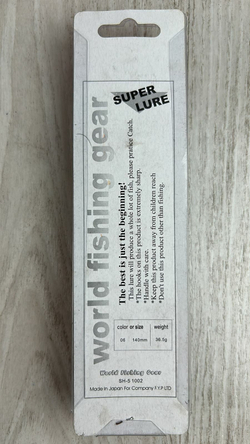 SUPER
LURE
world fishing gear
The best is just the beginning!
This lure will produce a whole lot of fish, please pratice Catch.
*The hooks on this product is extremely sharp.
*Handle with care.
*Keep this product away from children reach
*Don't use this product other than fishing.
color or size weight
09 140mm 38.5g
World Fishing Gear
SH-S 1002
Made In Japan For Company F.Y.P LTD